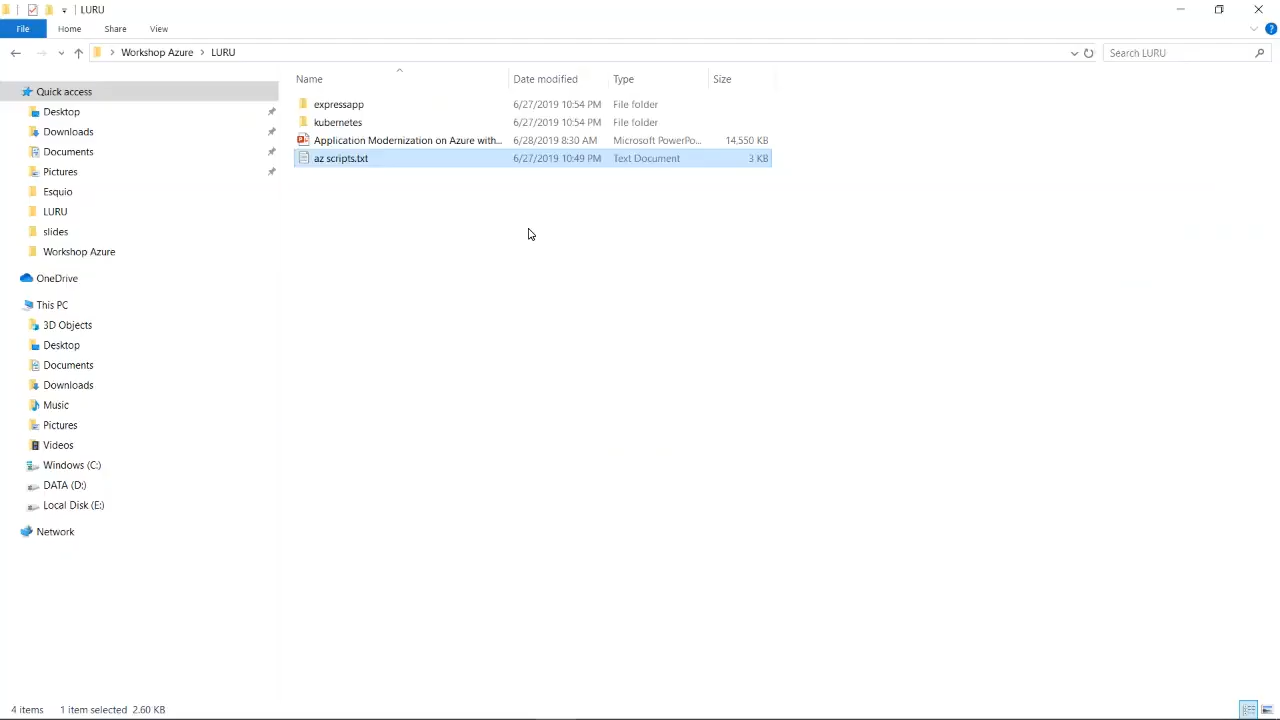 LURU
File Home Share View
Workshop Azure LURU
Search LURU
Name Date modified Type Size
expressapp 6/27/2019 10:54 PM File folder
kubernetes 6/27/2019 10:54 PM File folder
Application Modernization on Azure with... 6/28/2019 8:30 AM Microsoft PowerPo... 14,550 KB
az scripts.txt 6/27/2019 10:49 PM Text Document 3 KB
Quick access
Desktop
Downloads
Documents
Pictures
Esquio
LURU
slides
Workshop Azure
OneDrive
This PC
3D Objects
Desktop
Documents
Downloads
Music
Pictures
Videos
Windows (C:)
DATA (D:)
Local Disk (E:)
Network
4 items 1 item selected 2.60 KB